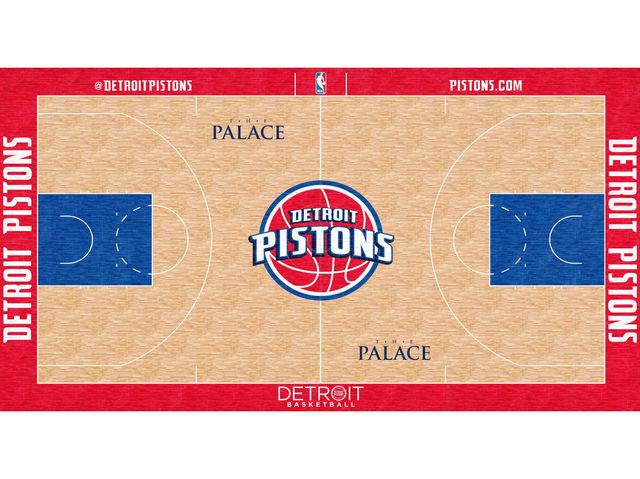 @DETROITPISTONS
PISTONS.COM
THE
PALACE
DETROIT PISTONS
DETROIT
PISTONS
DETROIT PISTONS
THE
PALACE
DETROIT
BASKETBALL